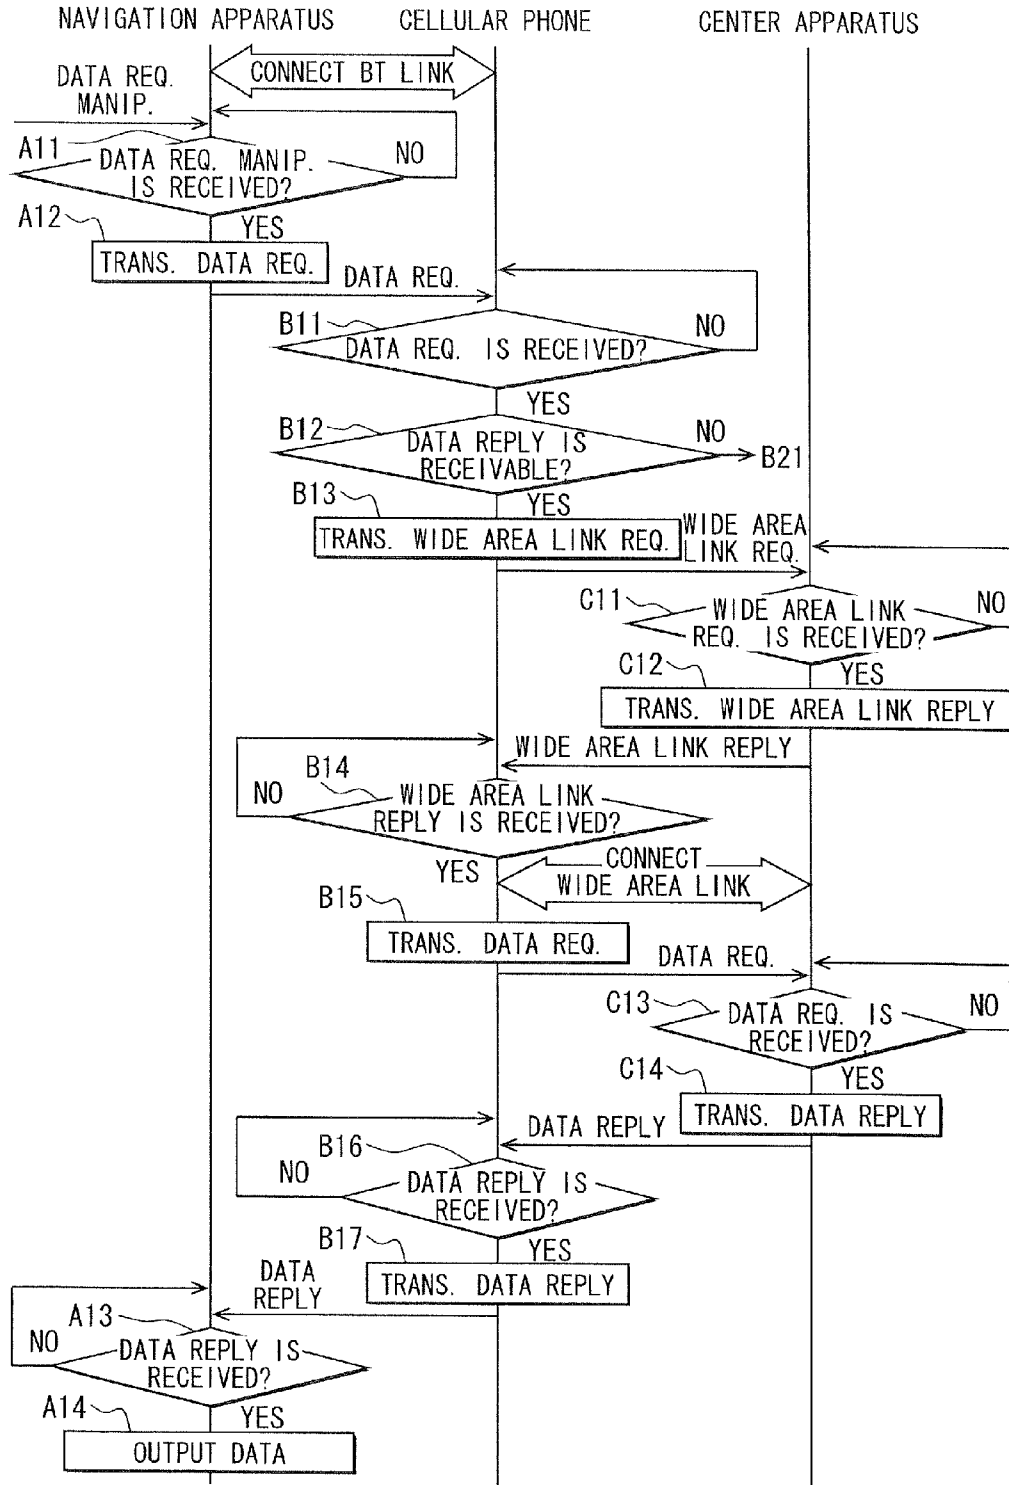 NAVIGATION APPARATUS
CELLULAR PHONE
CENTER APPARATUS
CONNECT BT LINK
DATA REQ.
MANIP.
A11
DATA REQ. MANIP.
IS RECEIVED?
NO
YES
A12
TRANS. DATA REQ.
DATA REQ.
B11
DATA REQ. IS RECEIVED?
NO
YES
B12
DATA REPLY IS
RECEIVABLE?
NO
B21
YES
B13
TRANS. WIDE AREA LINK REQ.
WIDE AREA
LINK REQ.
C11
WIDE AREA LINK
REQ. IS RECEIVED?
NO
YES
C12
TRANS. WIDE AREA LINK REPLY
WIDE AREA LINK REPLY
B14
WIDE AREA LINK
REPLY IS RECEIVED?
NO
YES
CONNECT
WIDE AREA LINK
B15
TRANS. DATA REQ.
DATA REQ.
C13
DATA REQ. IS
RECEIVED?
NO
YES
C14
TRANS. DATA REPLY
DATA REPLY
B16
DATA REPLY IS
RECEIVED?
NO
YES
B17
TRANS. DATA REPLY
DATA
REPLY
A13
DATA REPLY IS
RECEIVED?
NO
YES
A14
OUTPUT DATA